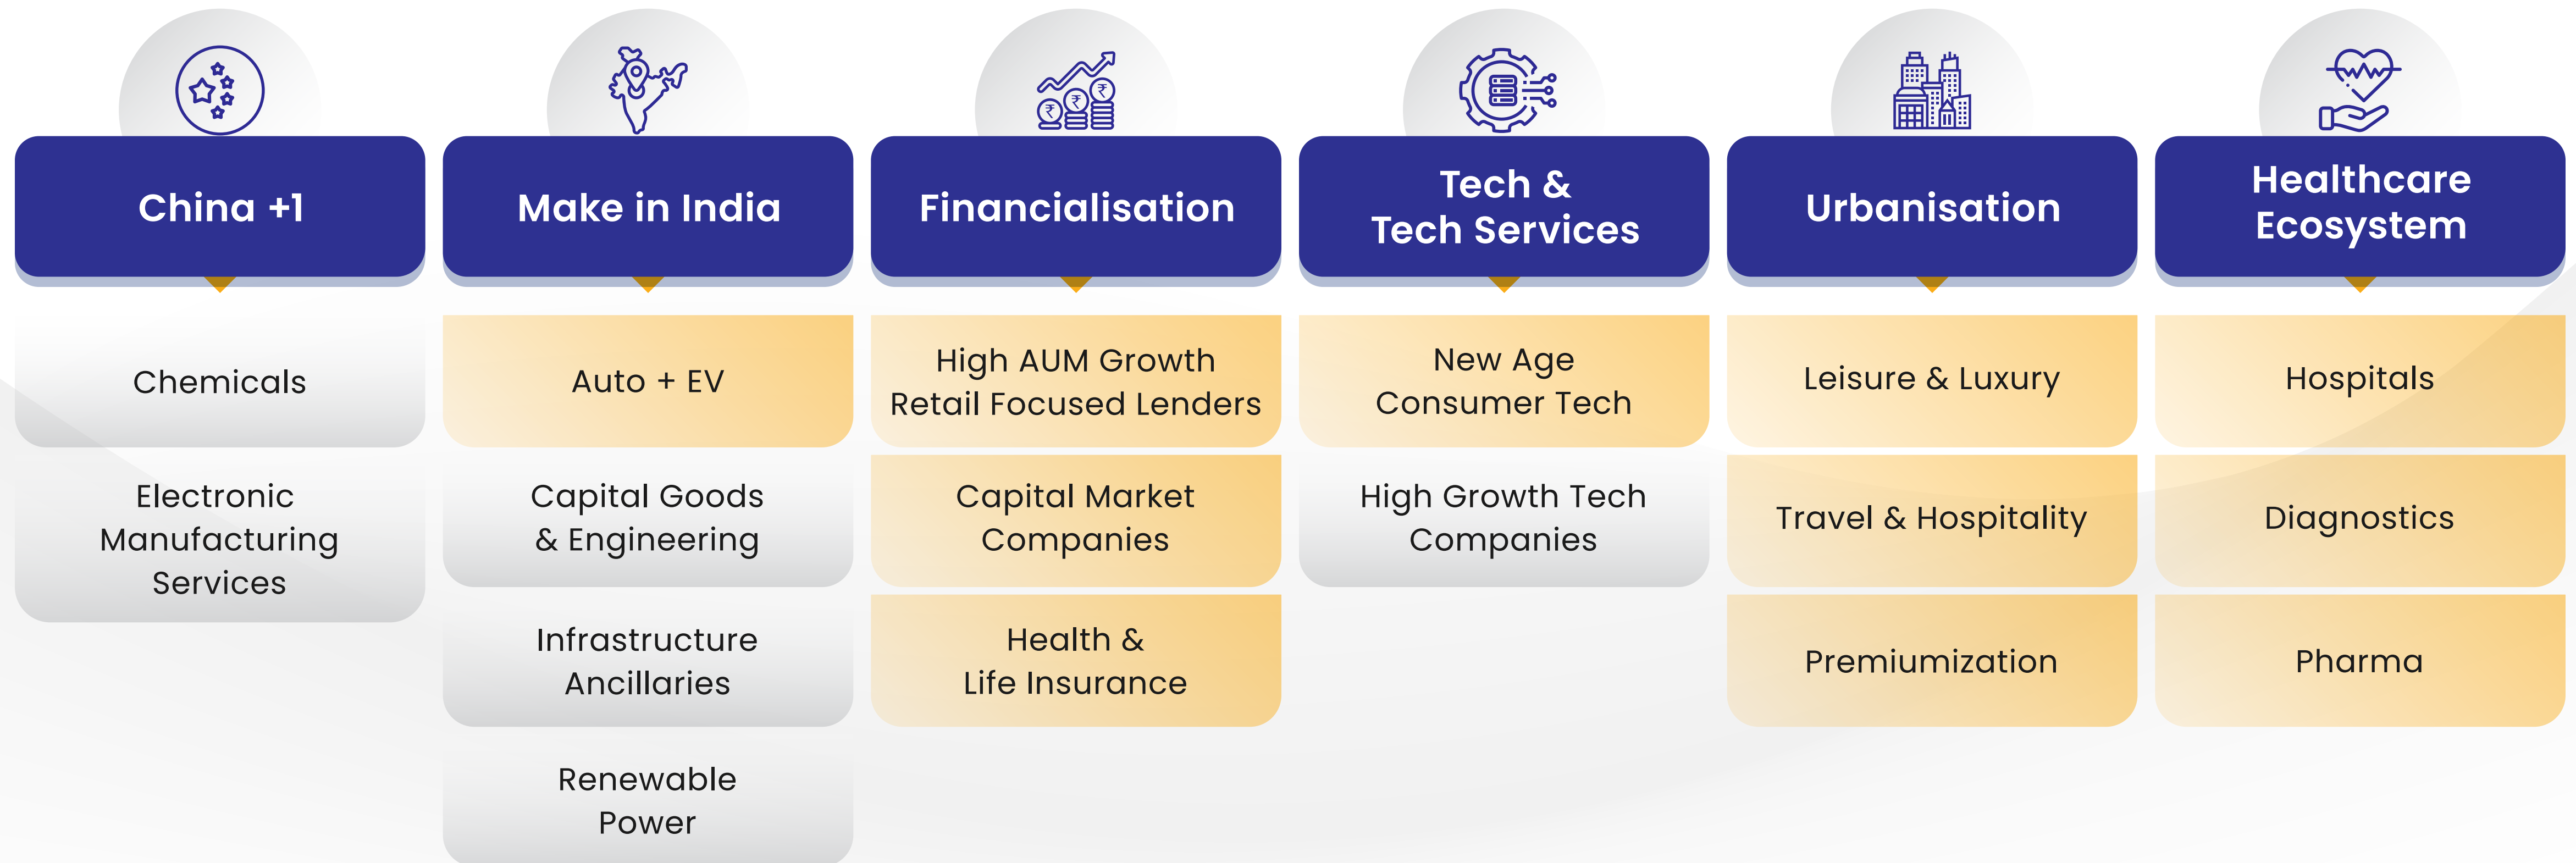 China +1
Chemicals
Electronic
Manufacturing
Services
Make in India
Auto + EV
Capital Goods
& Engineering
Infrastructure
Ancillaries
Renewable
Power
Financialisation
High AUM Growth
Retail Focused Lenders
Capital Market
Companies
Health &
Life Insurance
Tech &
Tech Services
New Age
Consumer Tech
High Growth Tech
Companies
Urbanisation
Leisure & Luxury
Travel & Hospitality
Premiumization
Healthcare
Ecosystem
Hospitals
Diagnostics
Pharma